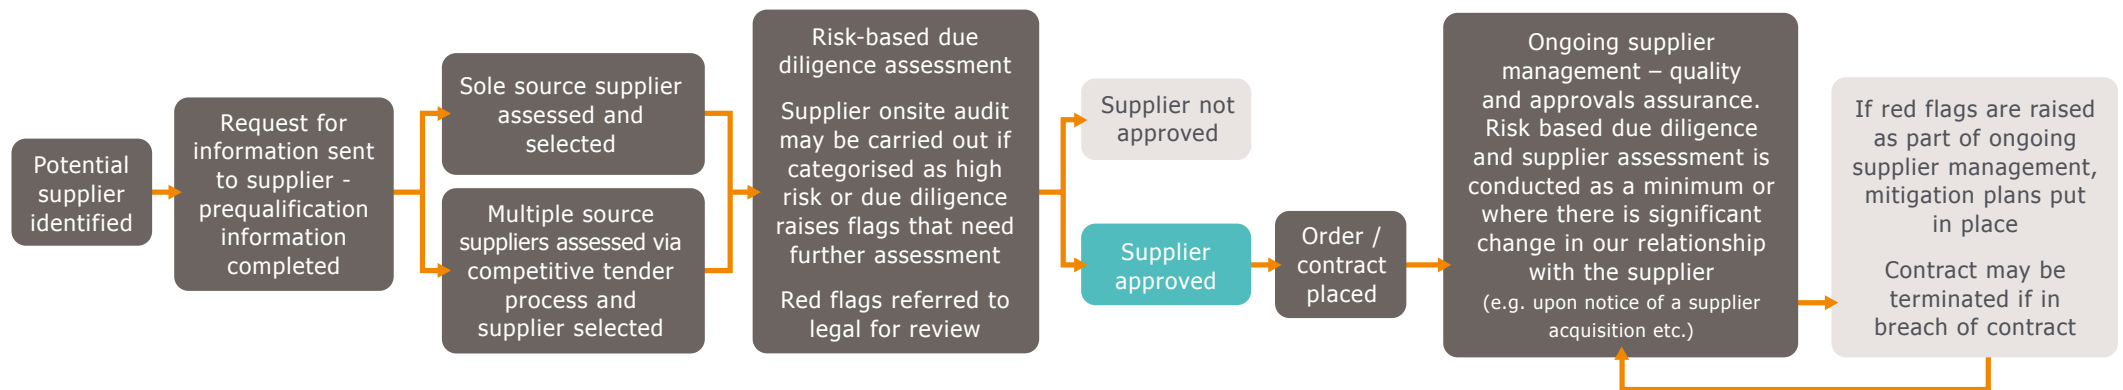 Potential
supplier
identified
Request for
information sent
to supplier -
prequalification
information
completed
Sole source supplier
assessed and
selected
Multiple source
suppliers assessed via
competitive tender
process and
supplier selected
Risk-based due
diligence assessment
Supplier onsite audit
may be carried out if
categorised as high
risk or due diligence
raises flags that need
further assessment
Red flags referred to
legal for review
Supplier not
approved
Supplier
approved
Order /
contract
placed
Ongoing supplier
management – quality
and approvals assurance.
Risk based due diligence
and supplier assessment is
conducted as a minimum or
where there is significant
change in our relationship
with the supplier
(e.g. upon notice of a supplier
acquisition etc.)
If red flags are raised
as part of ongoing
supplier management,
mitigation plans put
in place
Contract may be
terminated if in
breach of contract